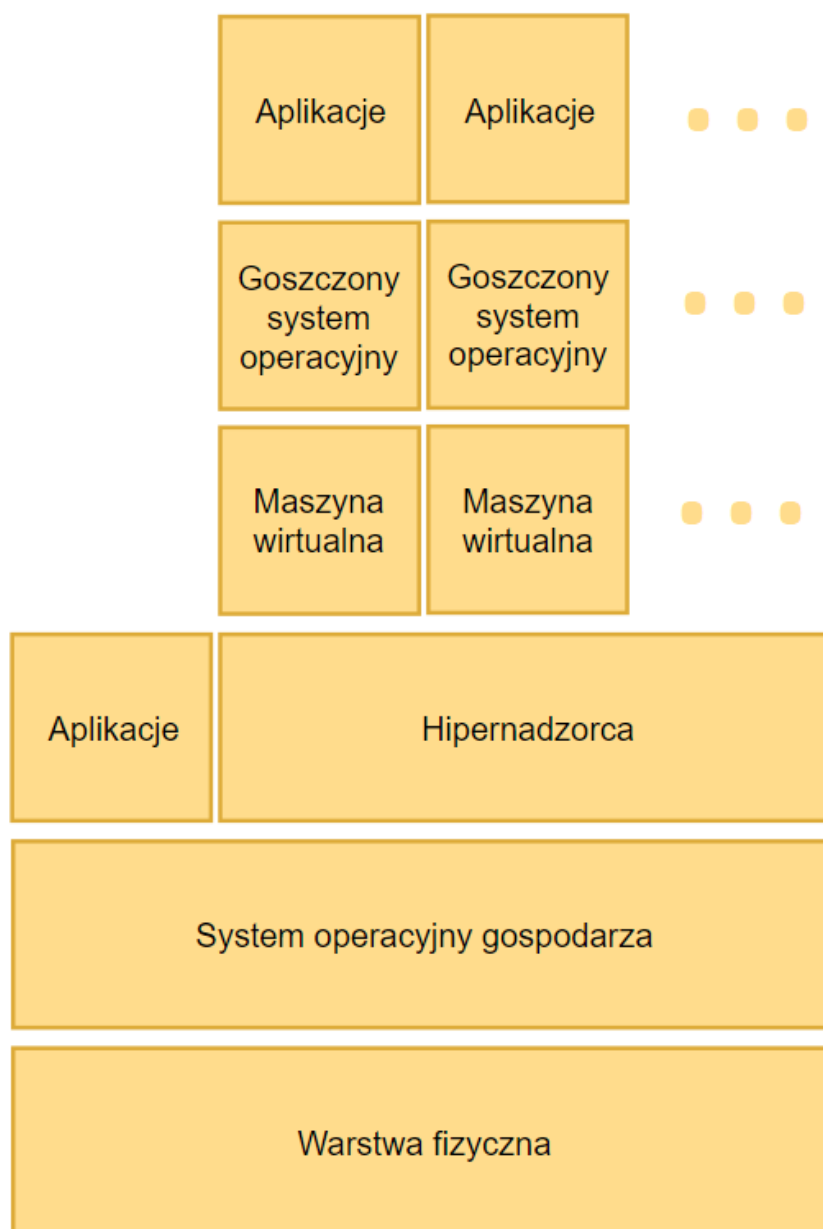 Aplikacje
Aplikacje
Goszczony
system
operacyjny
Goszczony
system
operacyjny
Maszyna
wirtualna
Maszyna
wirtualna
Aplikacje
Hipernadzorca
System operacyjny gospodarza
Warstwa fizyczna